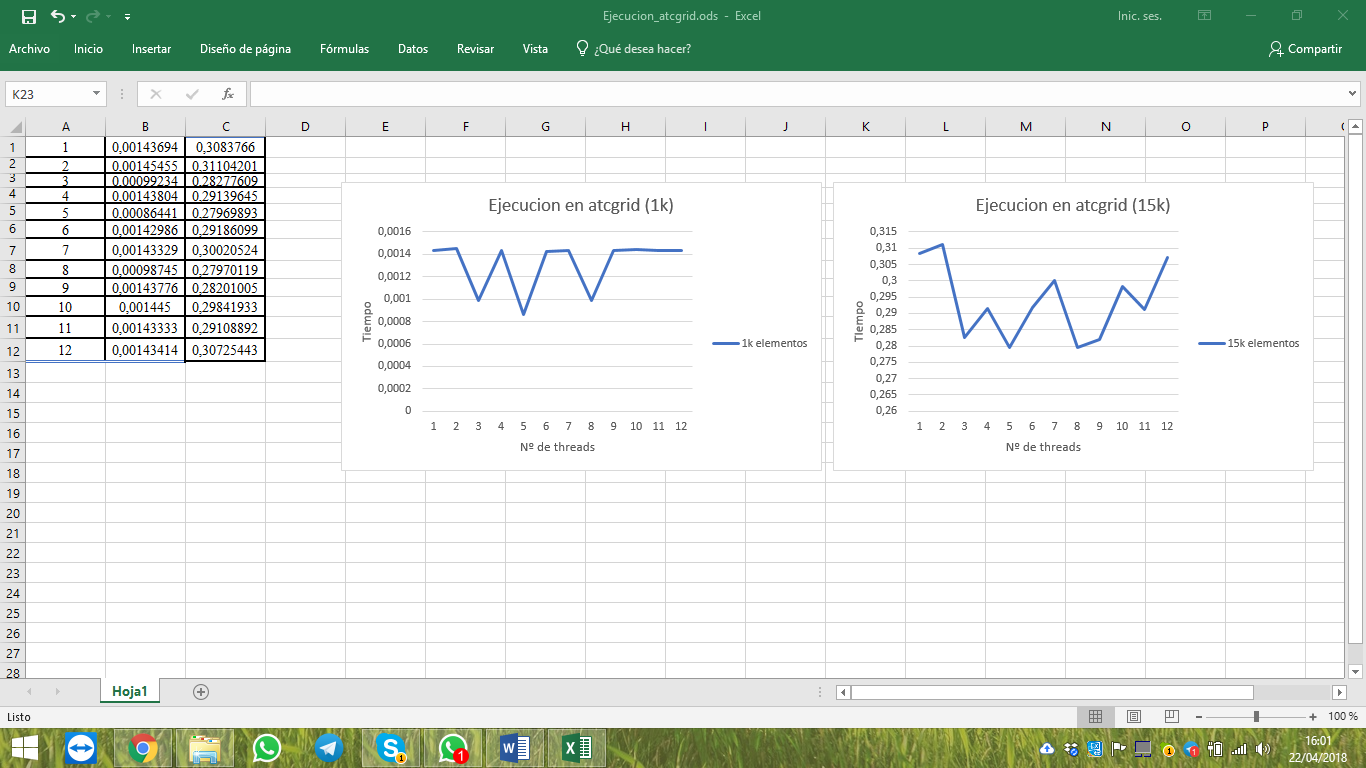 Ejecucion_atcgrid.ods - Excel
Inic. ses.
Archivo Inicio Insertar Diseño de página Fórmulas Datos Revisar Vista ¿Qué desea hacer? Compartir
K23 fx
A B C D E F G H I J K L M N O P
1 1 0,00143694 0,3083766
2 2 0,00145455 0,31104201
3 3 0,00099234 0,28277609
4 4 0,00143804 0,29139645
5 5 0,00086441 0,27969893
6 6 0,00142986 0,29186099
7 7 0,00143329 0,30020524
8 8 0,00098745 0,27970119
9 9 0,00143776 0,28201005
10 10 0,001445 0,29841933
11 11 0,00143333 0,29108892
12 12 0,00143414 0,30725443
13
14
15
16
17
18
19
20
21
22
23
24
25
26
27
28
Ejecucion en atcgrid (1k)
Tiempo
0,0016
0,0014
0,0012
0,001
0,0008
0,0006
0,0004
0,0002
0
1 2 3 4 5 6 7 8 9 10 11 12
Nº de threads
1k elementos
Ejecucion en atcgrid (15k)
TIempo
0,315
0,31
0,305
0,3
0,295
0,29
0,285
0,28
0,275
0,27
0,265
0,26
1 2 3 4 5 6 7 8 9 10 11 12
Nº de threads
15k elementos
Hoja1
Listo
100 %
16:01
22/04/2018